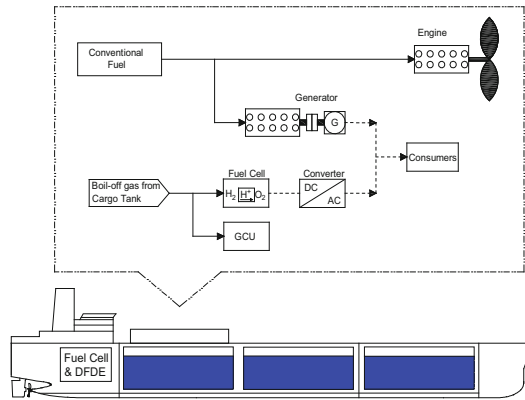 Engine
Conventional
Fuel
Generator
G
Consumers
Fuel Cell
Converter
Boil-off gas from
Cargo Tank
H2 H+ O2
DC
AC
GCU
Fuel Cell
& DFDE